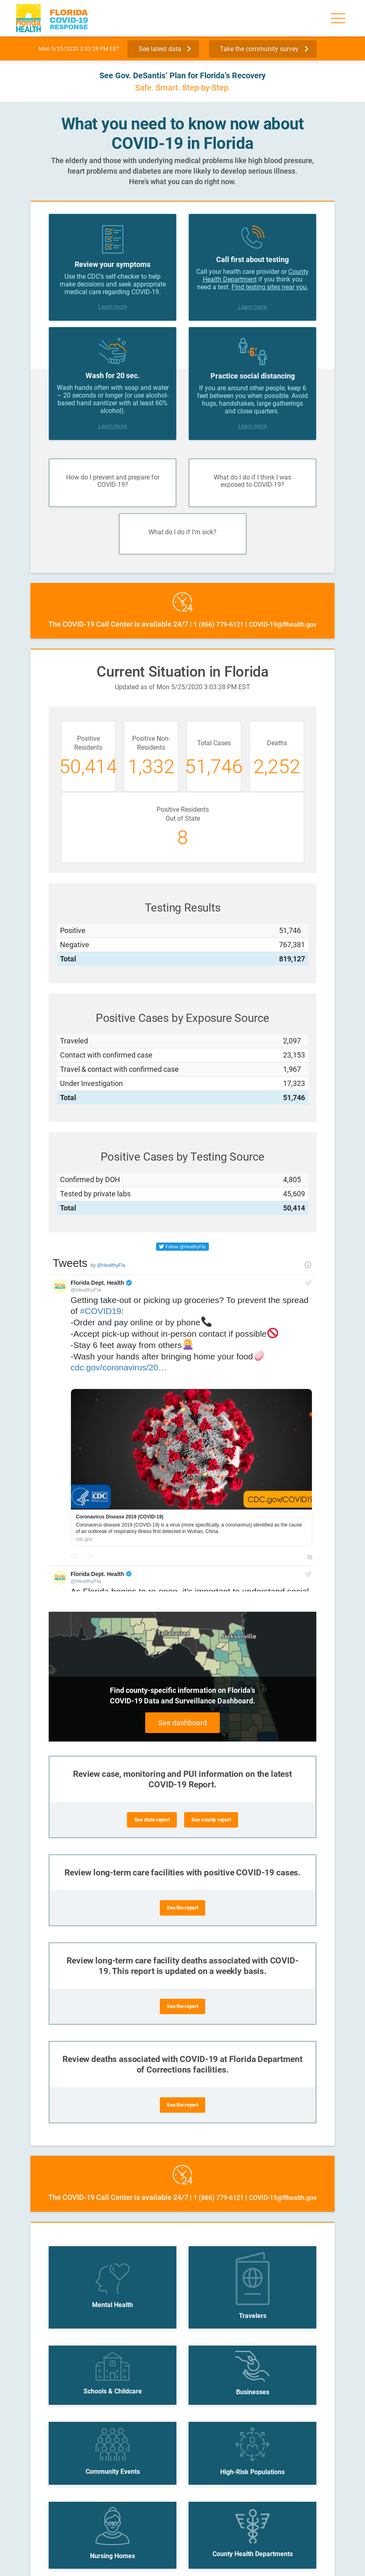 Florida
HEALTH
FLORIDA
COVID-19
RESPONSE
Mon 5/25/2020 3:03:28 PM EST
See latest data
Take the community survey
See Gov. DeSantis' Plan for Florida's Recovery
Safe. Smart. Step-by-Step.
What you need to know now about
COVID-19 in Florida
The elderly and those with underlying medical problems like high blood pressure,
heart problems and diabetes are more likely to develop serious illness.
Here's what you can do right now.
Review your symptoms
Use the CDC's self-checker to help
make decisions and seek appropriate
medical care regarding COVID-19.
Learn more
Call first about testing
Call your health care provider or County
Health Department if you think you
need a test. Find testing sites near you.
Learn more
Wash for 20 sec.
Wash hands often with soap and water
– 20 seconds or longer (or use alcohol-
based hand sanitizer with at least 60%
alcohol).
Learn more
6'
Practice social distancing
If you are around other people, keep 6
feet between you when possible. Avoid
hugs, handshakes, large gatherings
and close quarters.
Learn more
How do I prevent and prepare for
COVID-19?
What do I do if I think I was
exposed to COVID-19?
What do I do if I'm sick?
24
The COVID-19 Call Center is available 24/7 | 1 (866) 779-6121 | COVID-19@flhealth.gov
Current Situation in Florida
Updated as of Mon 5/25/2020 3:03:28 PM EST
Positive
Residents
50,414
Positive Non-
Residents
1,332
Total Cases
51,746
Deaths
2,252
Positive Residents
Out of State
8
Testing Results
Positive 51,746
Negative 767,381
Total 819,127
Positive Cases by Exposure Source
Traveled 2,097
Contact with confirmed case 23,153
Travel & contact with confirmed case 1,967
Under Investigation 17,323
Total 51,746
Positive Cases by Testing Source
Confirmed by DOH 4,805
Tested by private labs 45,609
Total 50,414
Follow @HealthyFla
Tweets by @HealthyFla
Florida Dept. Health
@HealthyFla
Getting take-out or picking up groceries? To prevent the spread
of #COVID19:
-Order and pay online or by phone📞
-Accept pick-up without in-person contact if possible🚫
-Stay 6 feet away from others🙅‍♀️
-Wash your hands after bringing home your food🧼
cdc.gov/coronavirus/20…
CDC
CDC.gov/COVID19
Coronavirus Disease 2019 (COVID-19)
Coronavirus disease 2019 (COVID-19) is a virus (more specifically, a coronavirus) identified as the cause
of an outbreak of respiratory illness first detected in Wuhan, China.
cdc.gov
Florida Dept. Health
@HealthyFla
As Florida begins to re-open, it's important to understand social
Tallahassee
Jacksonville
Find county-specific information on Florida's
COVID-19 Data and Surveillance Dashboard.
See dashboard
Review case, monitoring and PUI information on the latest
COVID-19 Report.
See state report
See county report
Review long-term care facilities with positive COVID-19 cases.
See the report
Review long-term care facility deaths associated with COVID-
19. This report is updated on a weekly basis.
See the report
Review deaths associated with COVID-19 at Florida Department
of Corrections facilities.
See the report
24
The COVID-19 Call Center is available 24/7 | 1 (866) 779-6121 | COVID-19@flhealth.gov
Mental Health
Travelers
Schools & Childcare
Businesses
Community Events
High-Risk Populations
Nursing Homes
County Health Departments